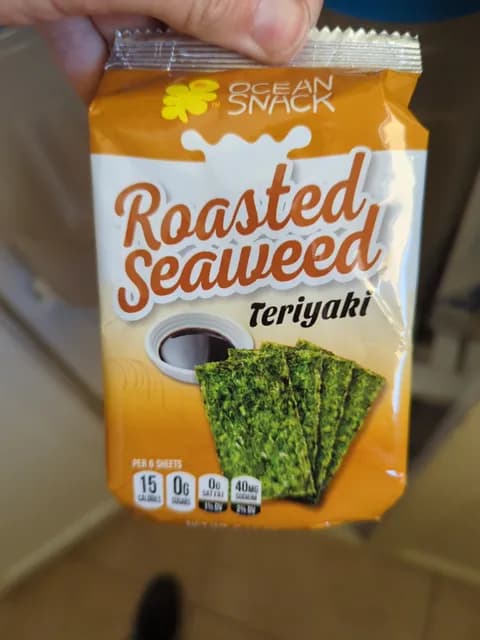 OCEAN
SNACK
Roasted
Seaweed
Teriyaki
PER 6 SHEETS
15 0g 0g 40MG
CALORIES SUGARS SAT FAT SODIUM